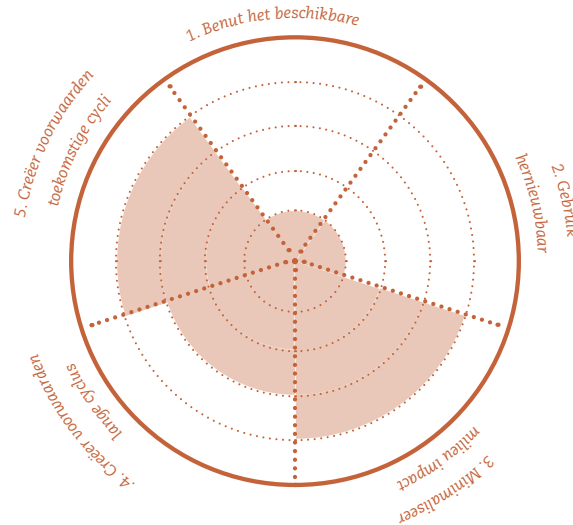 1. Benut het beschikbare
2. Gebruik
hernieuwbaar
3. Minimaliseer
milieu impact
4. Creëer voorwaarden
lange cyclus
5. Creëer voorwaarden
toekomstige cycli